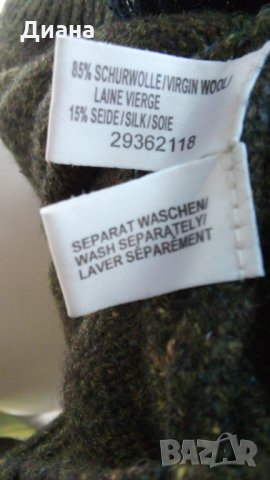 Диана
85% SCHURWOLLE/VIRGIN WOOL/
LAINE VIERGE
15% SEIDE/SILK/SOIE
29362118
SEPARAT WASCHEN/
WASH SEPARATELY/
LAVER SÉPARÉMENT
BAZAR